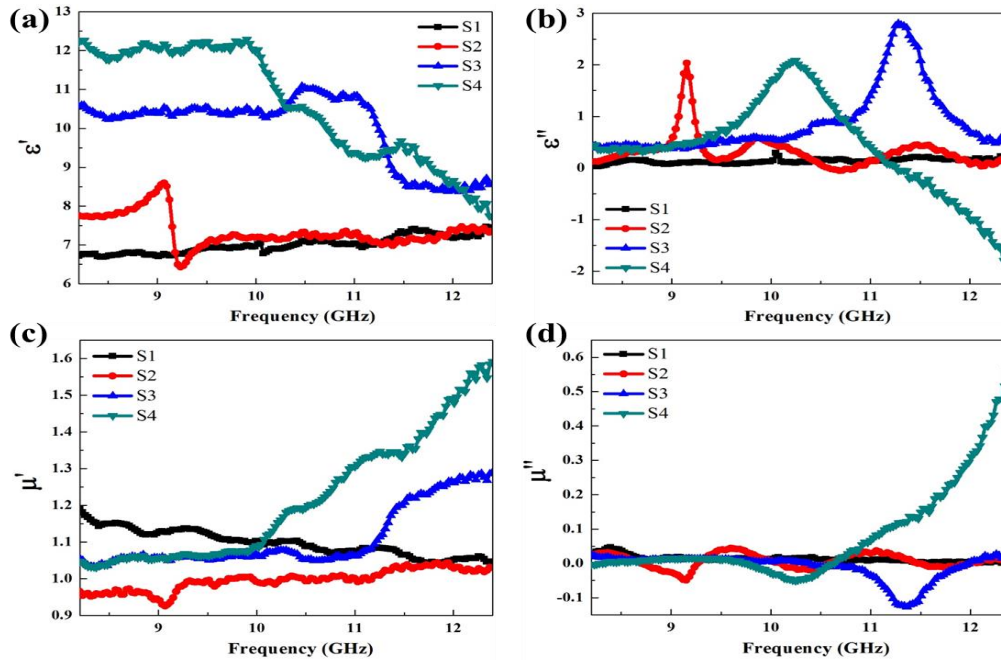 (a)
13
12
11
10
9
8
7
6
ε'
S1
S2
S3
S4
9
10
11
12
Frequency (GHz)
(b)
3
2
1
0
-1
-2
ε''
S1
S2
S3
S4
9
10
11
12
Frequency (GHz)
(c)
1.6
1.5
1.4
1.3
1.2
1.1
1.0
0.9
μ'
S1
S2
S3
S4
9
10
11
12
Frequency (GHz)
(d)
0.6
0.5
0.4
0.3
0.2
0.1
0.0
-0.1
μ''
S1
S2
S3
S4
9
10
11
12
Frequency (GHz)